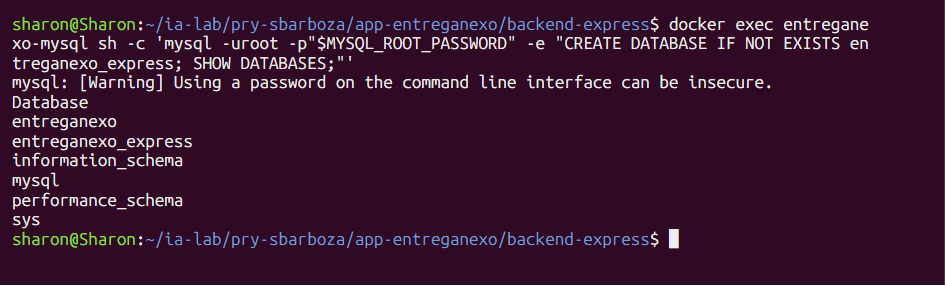 sharon@Sharon:~/ia-lab/pry-sbarboza/app-entreganexo/backend-express$ docker exec entregane
xo-mysql sh -c 'mysql -uroot -p"$MYSQL_ROOT_PASSWORD" -e "CREATE DATABASE IF NOT EXISTS en
treganexo_express; SHOW DATABASES;"'
mysql: [Warning] Using a password on the command line interface can be insecure.
Database
entreganexo
entreganexo_express
information_schema
mysql
performance_schema
sys
sharon@Sharon:~/ia-lab/pry-sbarboza/app-entreganexo/backend-express$